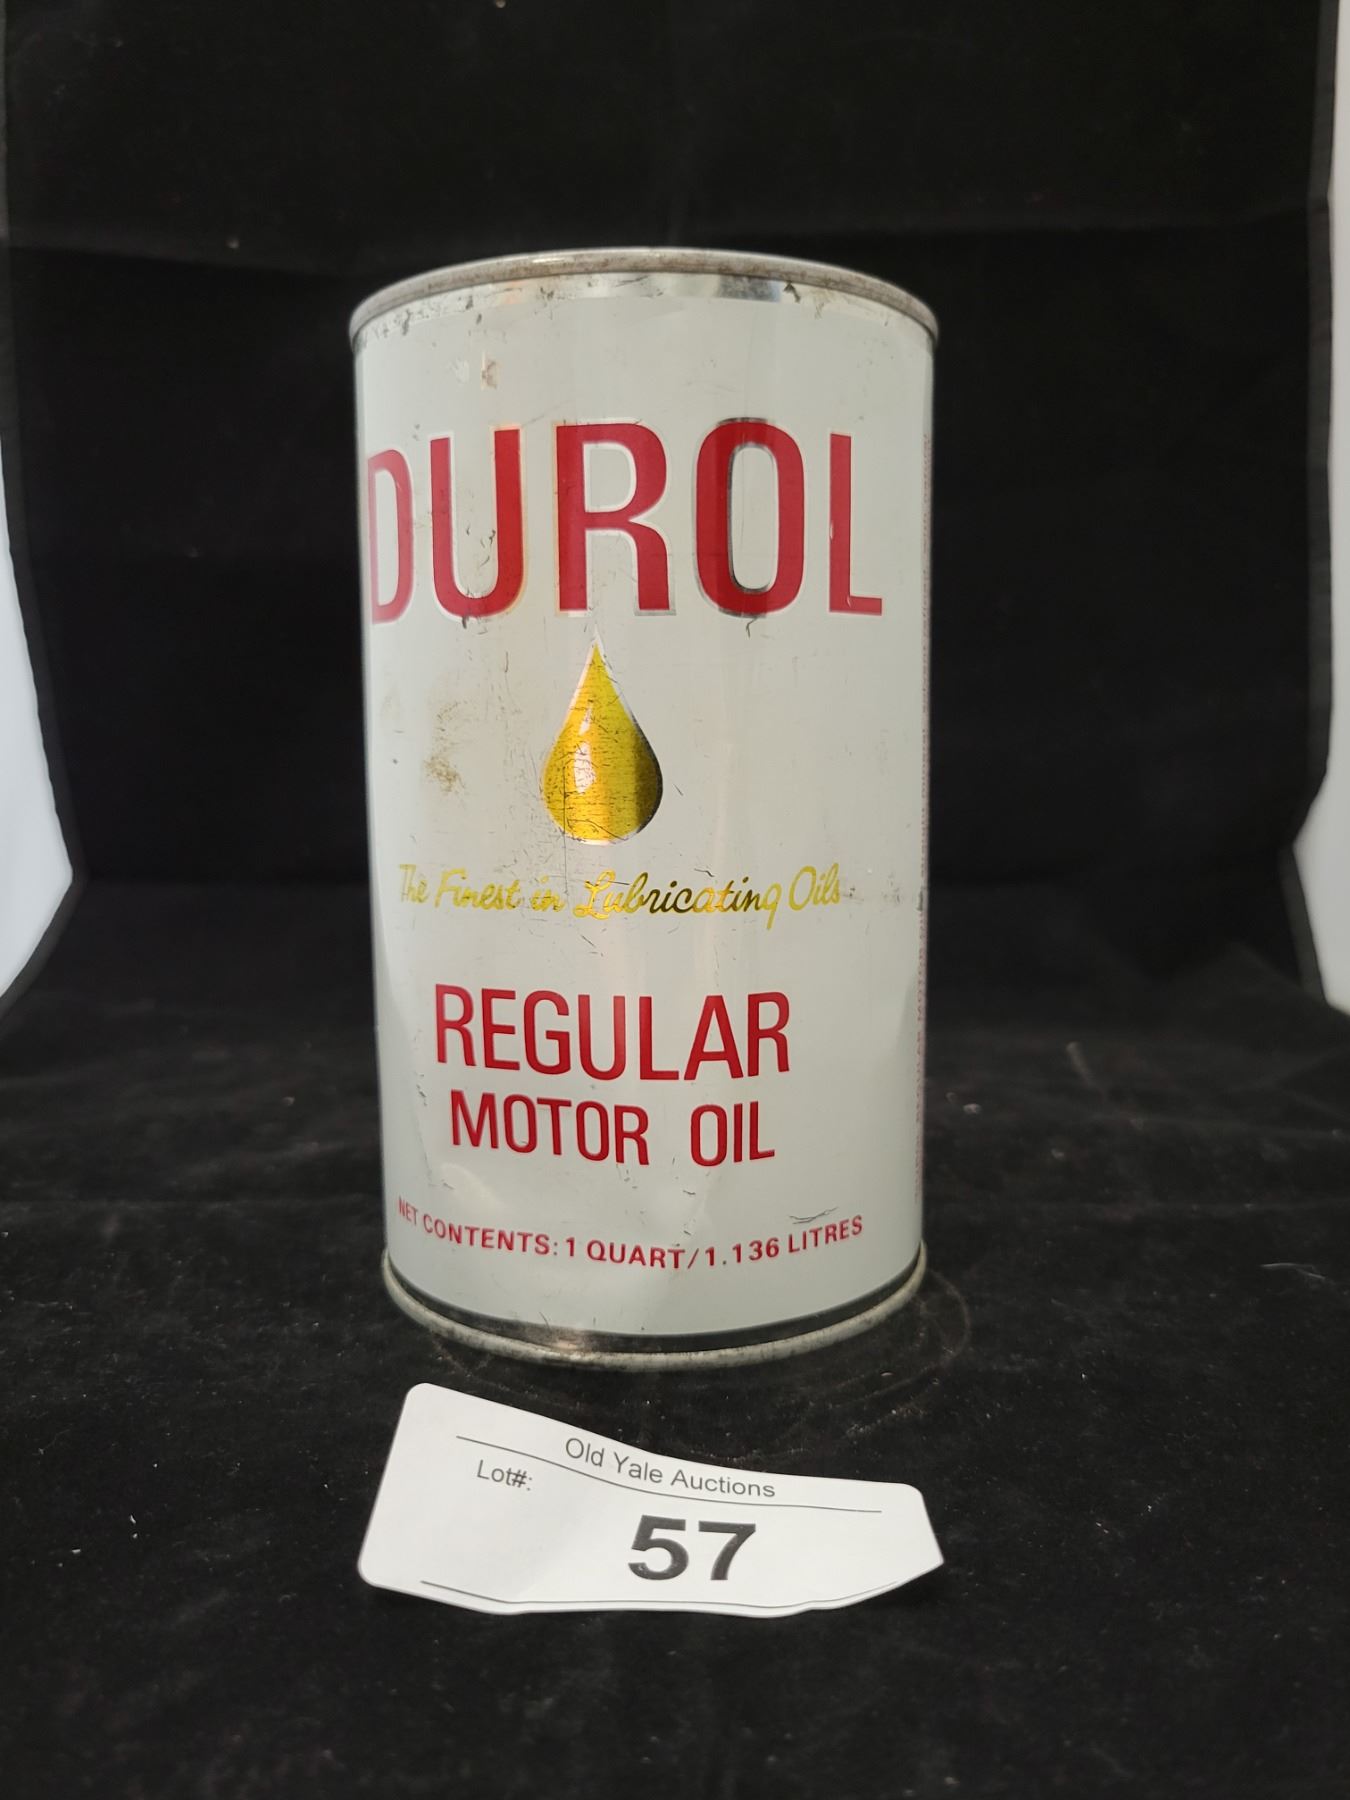 DUROL
The Finest in Lubricating Oils
REGULAR
MOTOR OIL
NET CONTENTS: 1 QUART/1.136 LITRES
Old Yale Auctions
Lot#:
57